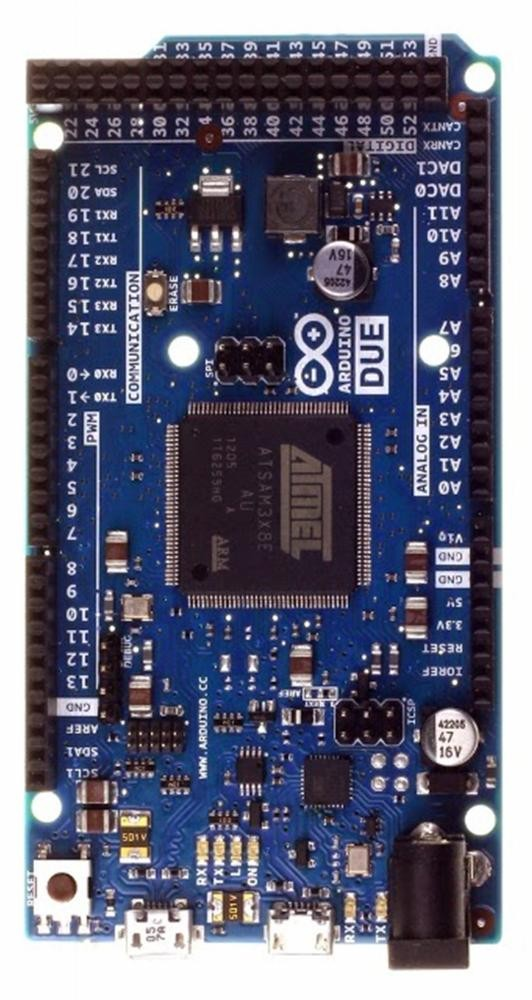 31 33 35 37 39 41 43 45 47 49 51 53 GND
22 24 26 28 30 32 34 36 38 40 42 44 46 48 50 52
DIGITAL
CANTX
CANRX
DAC1
DAC0
A11
A10
A9
A8
A7
A5
A4
A3
A2
A1
A0
ANALOG IN
SCL 21
SDA 20
RX1 19
TX1 18
RX2 17
TX2 16
RX3 15
TX3 14
RX0 ←0
TX0 →1
COMMUNICATION
ERASE
42205
47
16V
SPI
ARDUINO
DUE
PWM
2
3
4
5
6
7
8
9
10
11
12
13
GND
AREF
SDA1
SCL1
ATMEL
ATSAM3X8E
AU
1205 A
ARM
Vin
GND
GND
5V
3.3V
RESET
IOREF
DEBUG
WWW.ARDUINO.CC
AREF
ICSP
42205
47
16V
501V
RX
TX
L
ON
501V
RX
TX
RESET